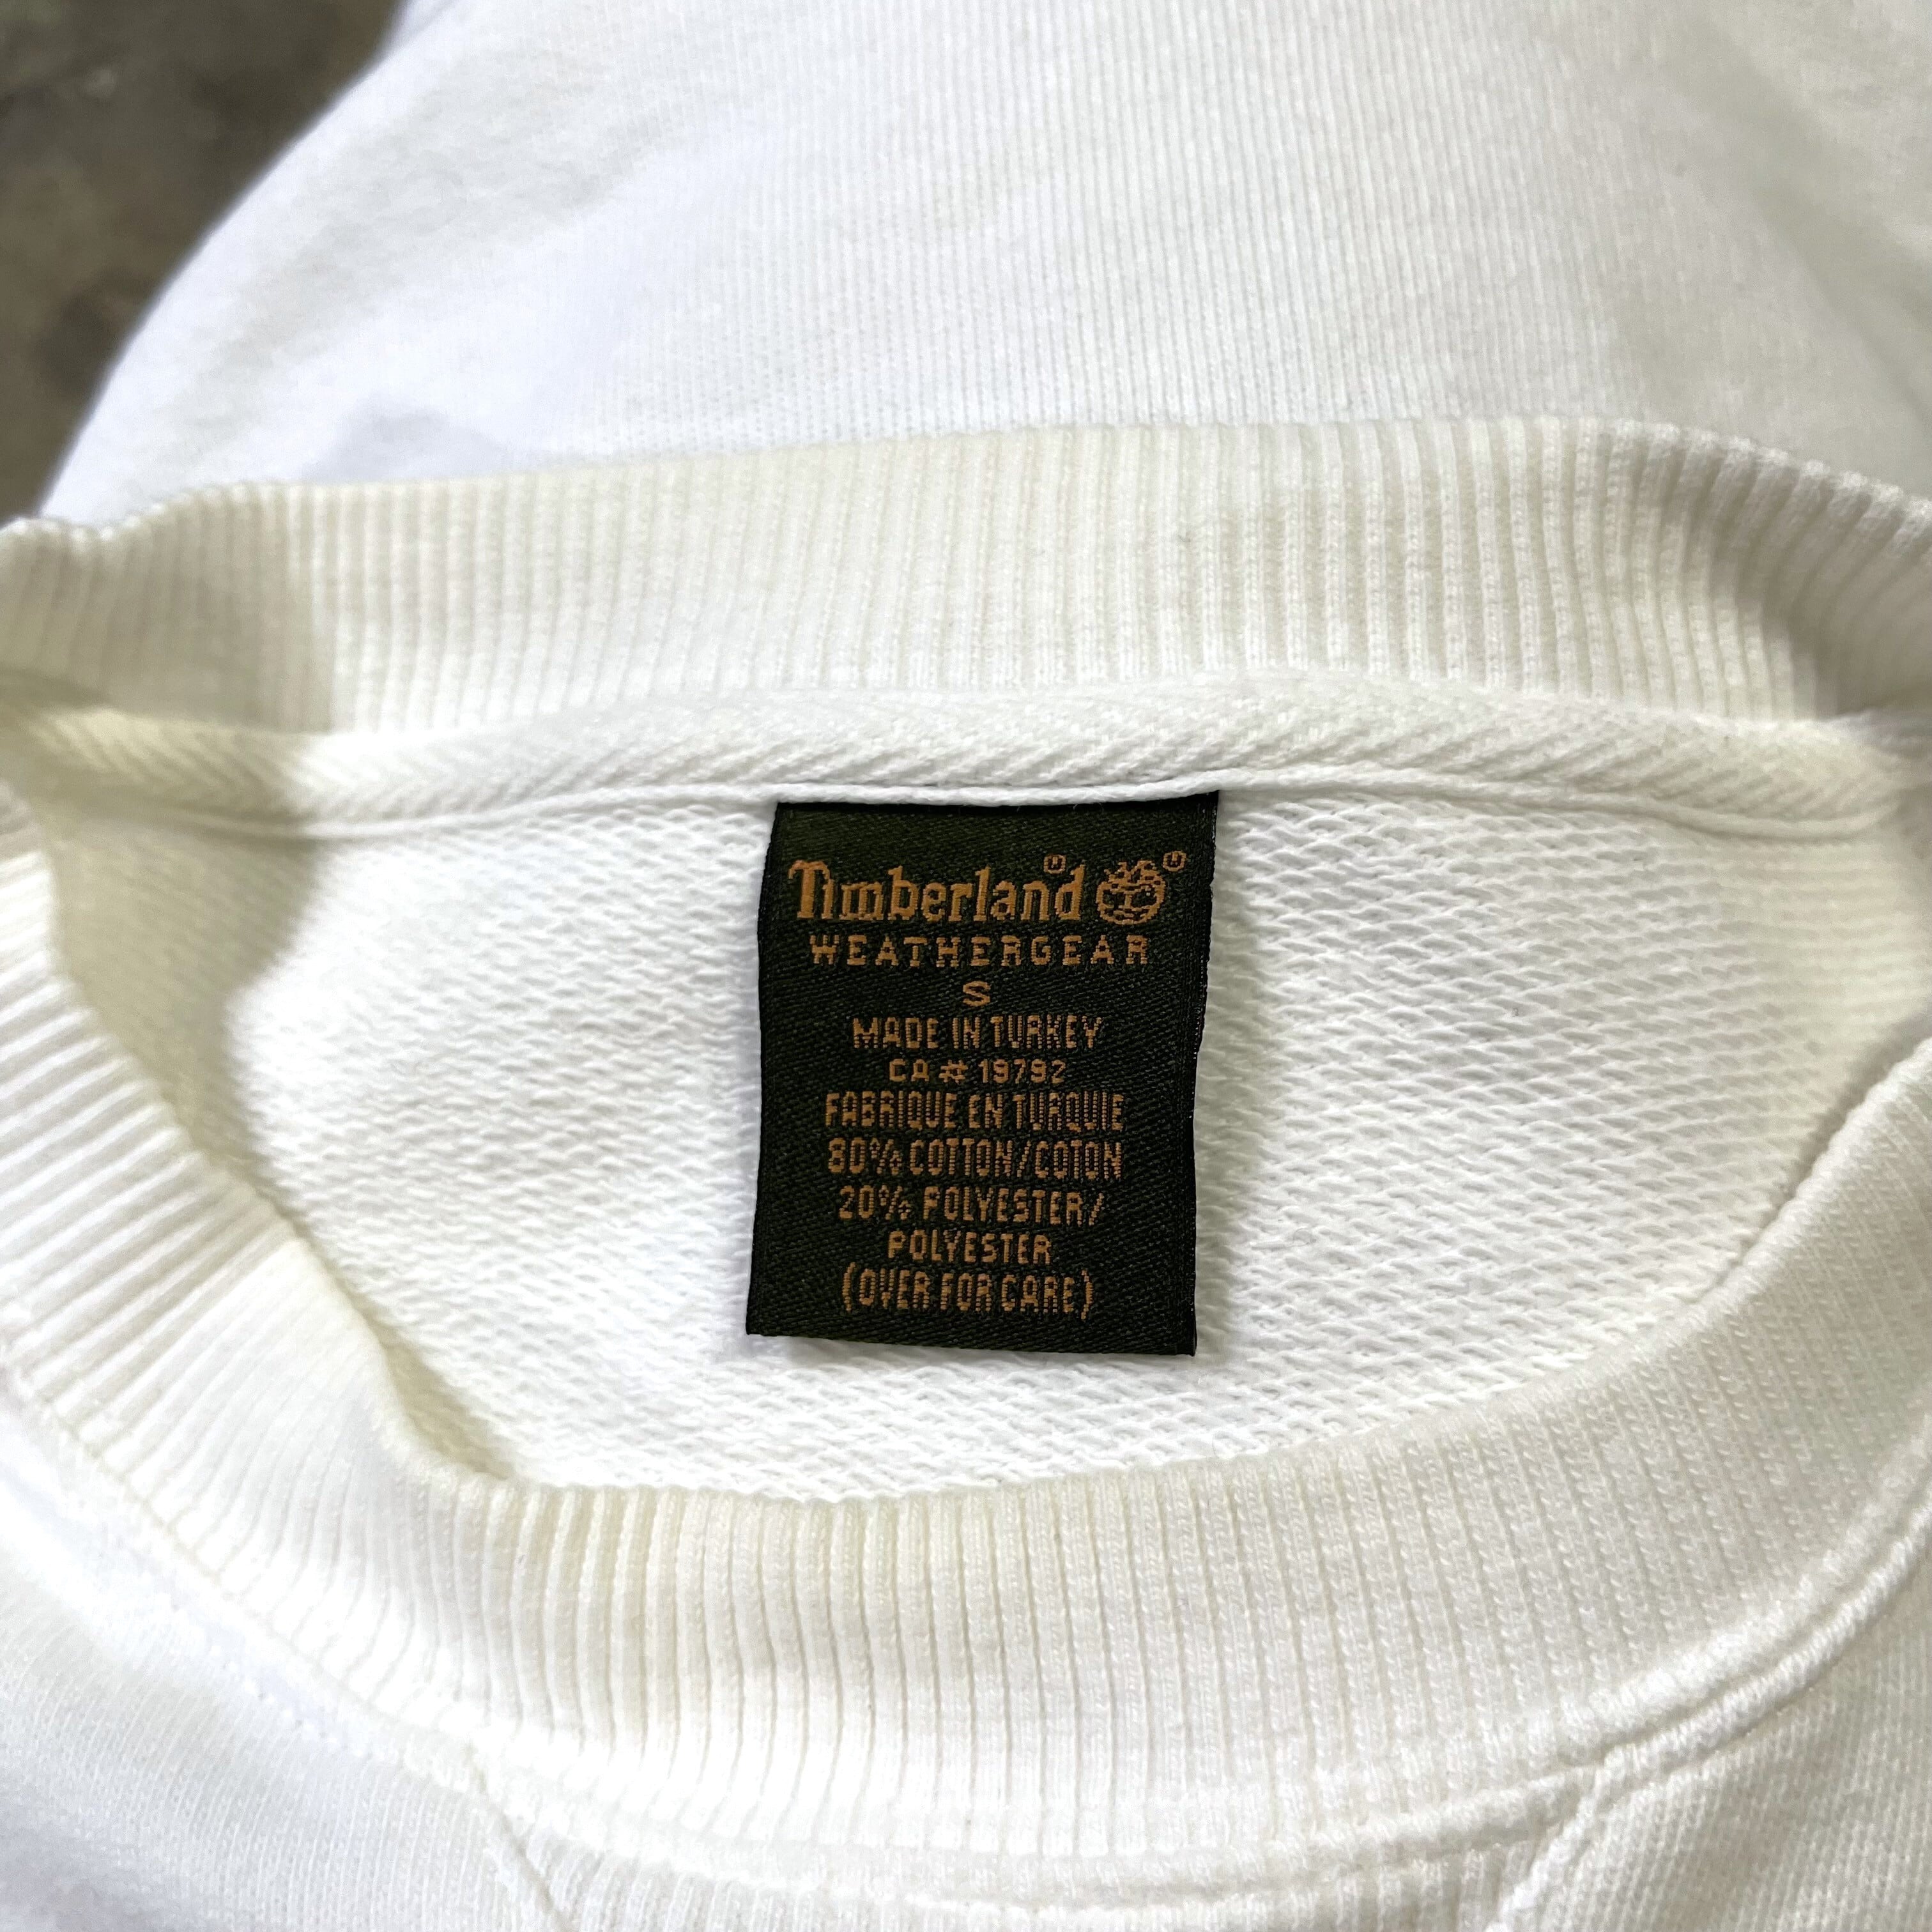 Timberland®®
WEATHERGEAR
S
MADE IN TURKEY
CA # 19792
FABRIQUE EN TURQUIE
80% COTTON/COTON
20% POLYESTER/
POLYESTER
(OVER FOR CARE)